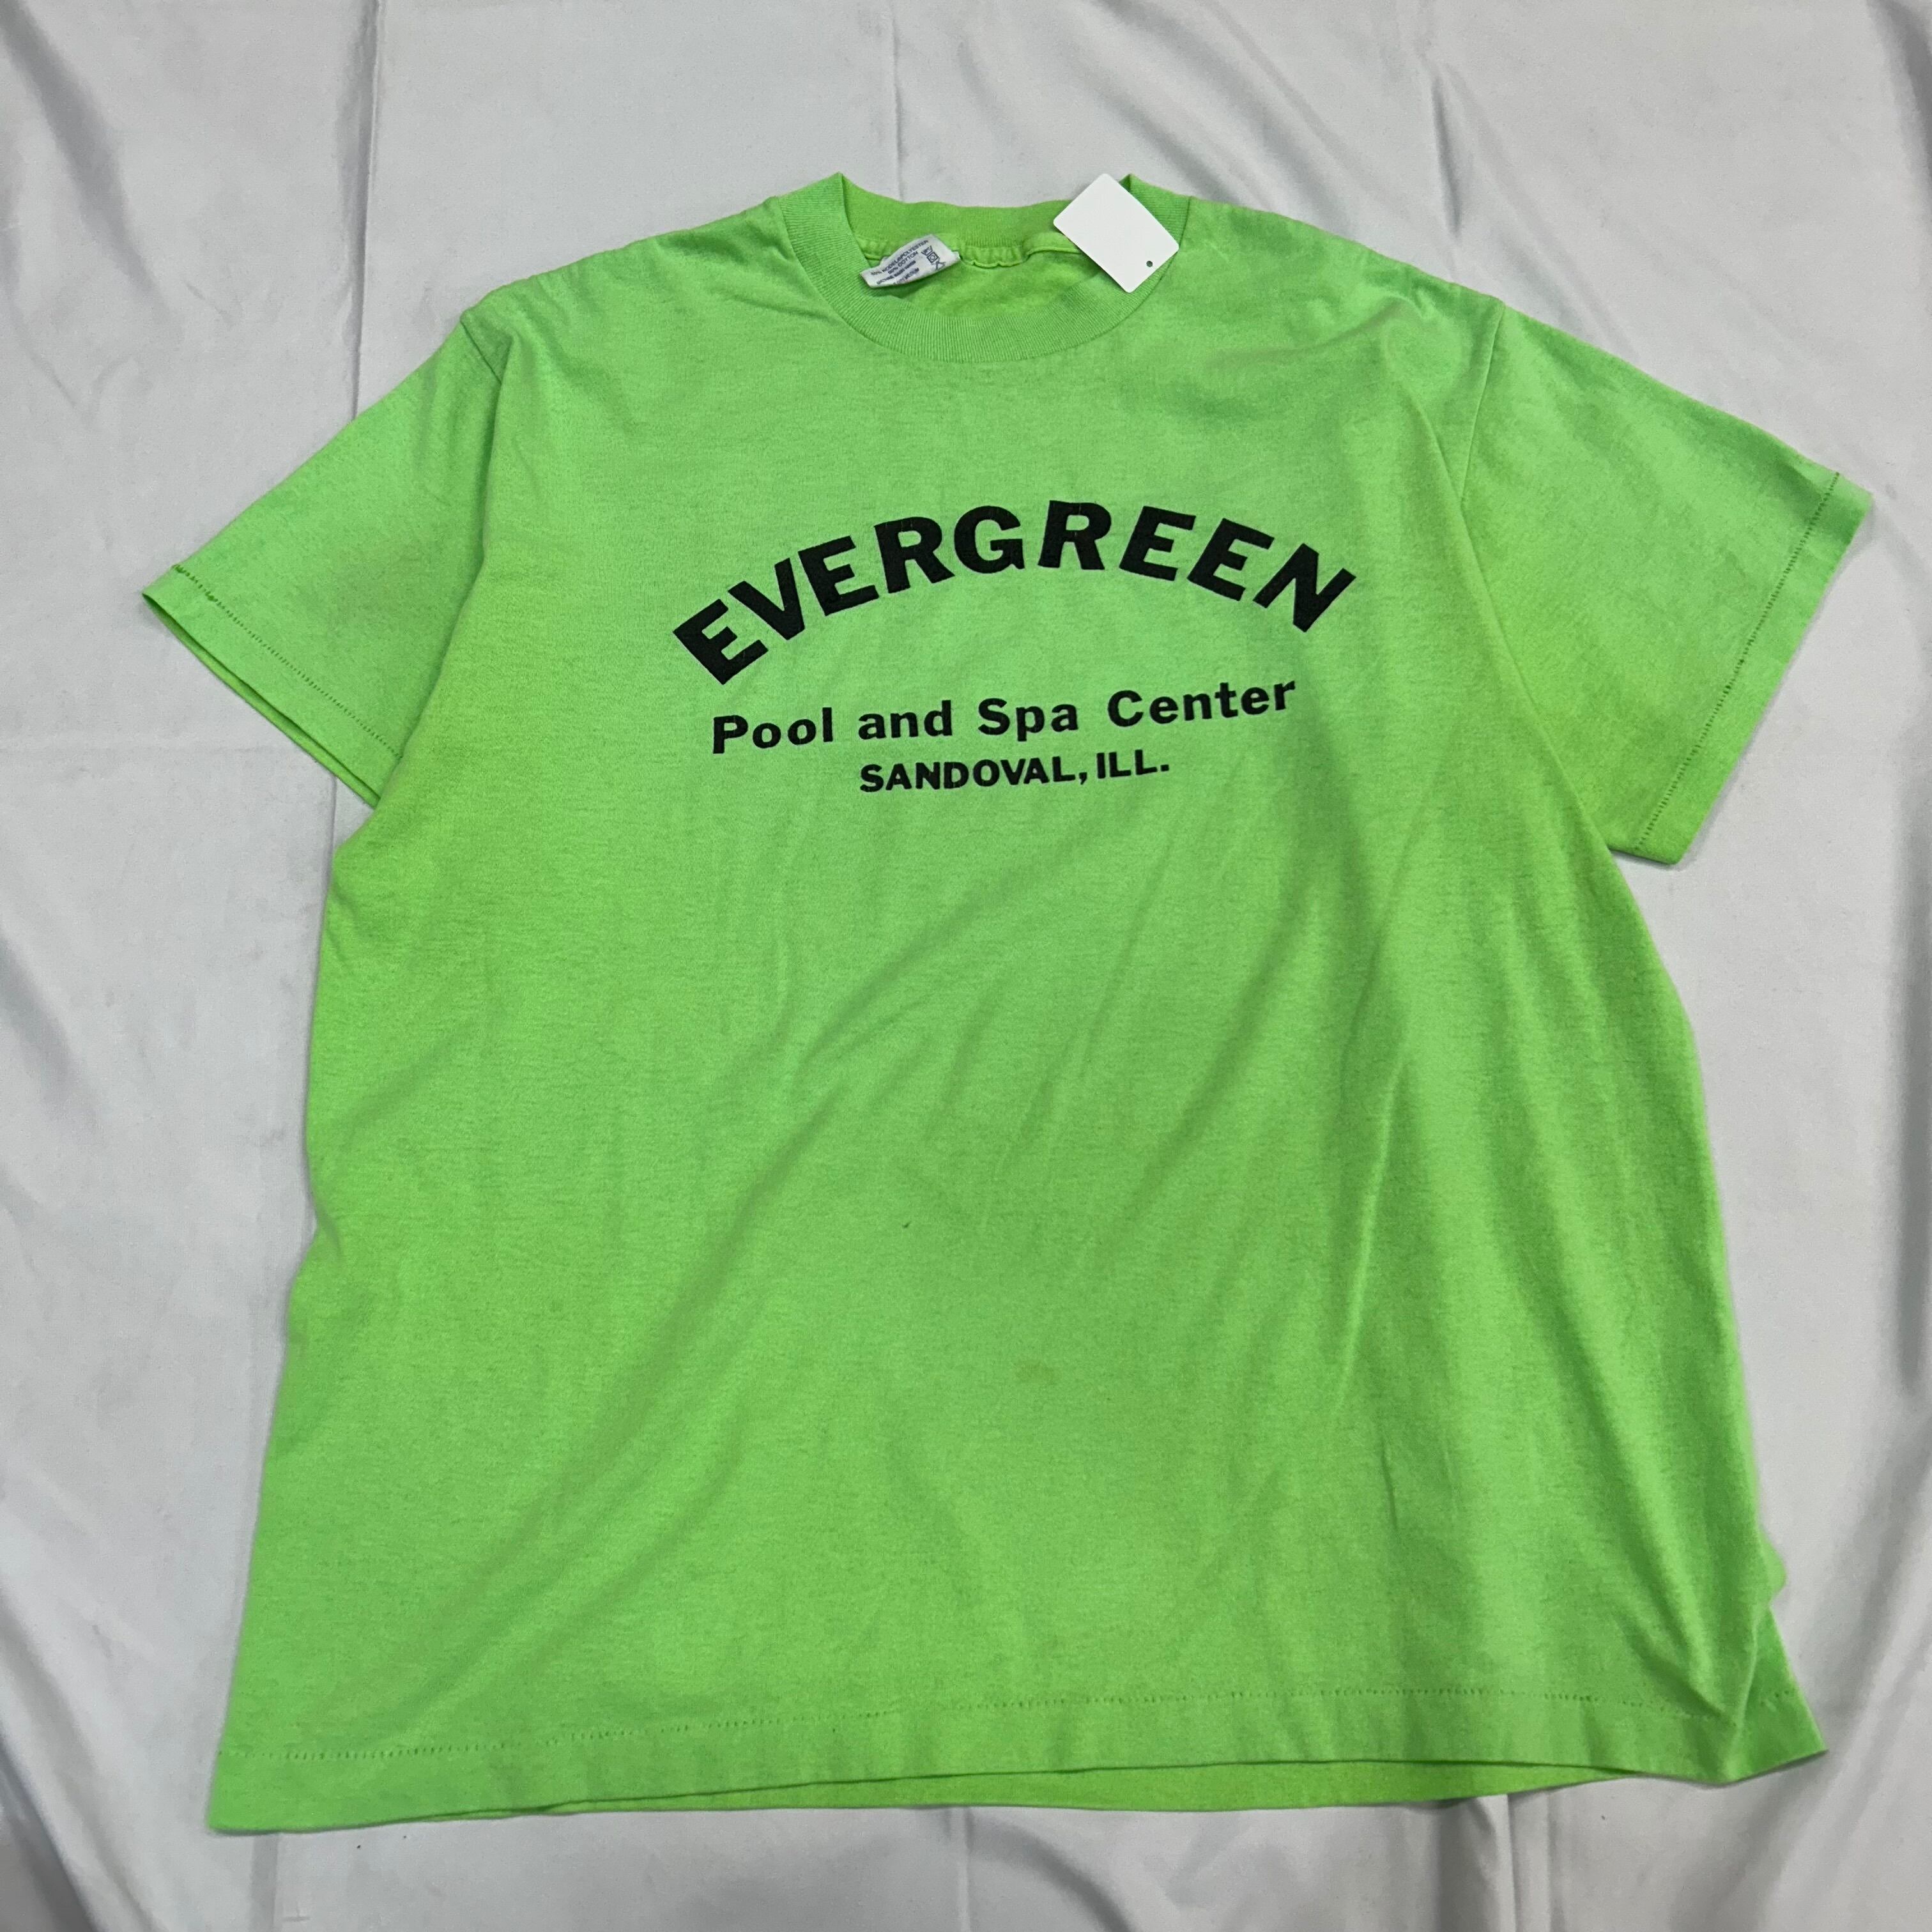 EVERGREEN
Pool and Spa Center
SANDOVAL, ILL.